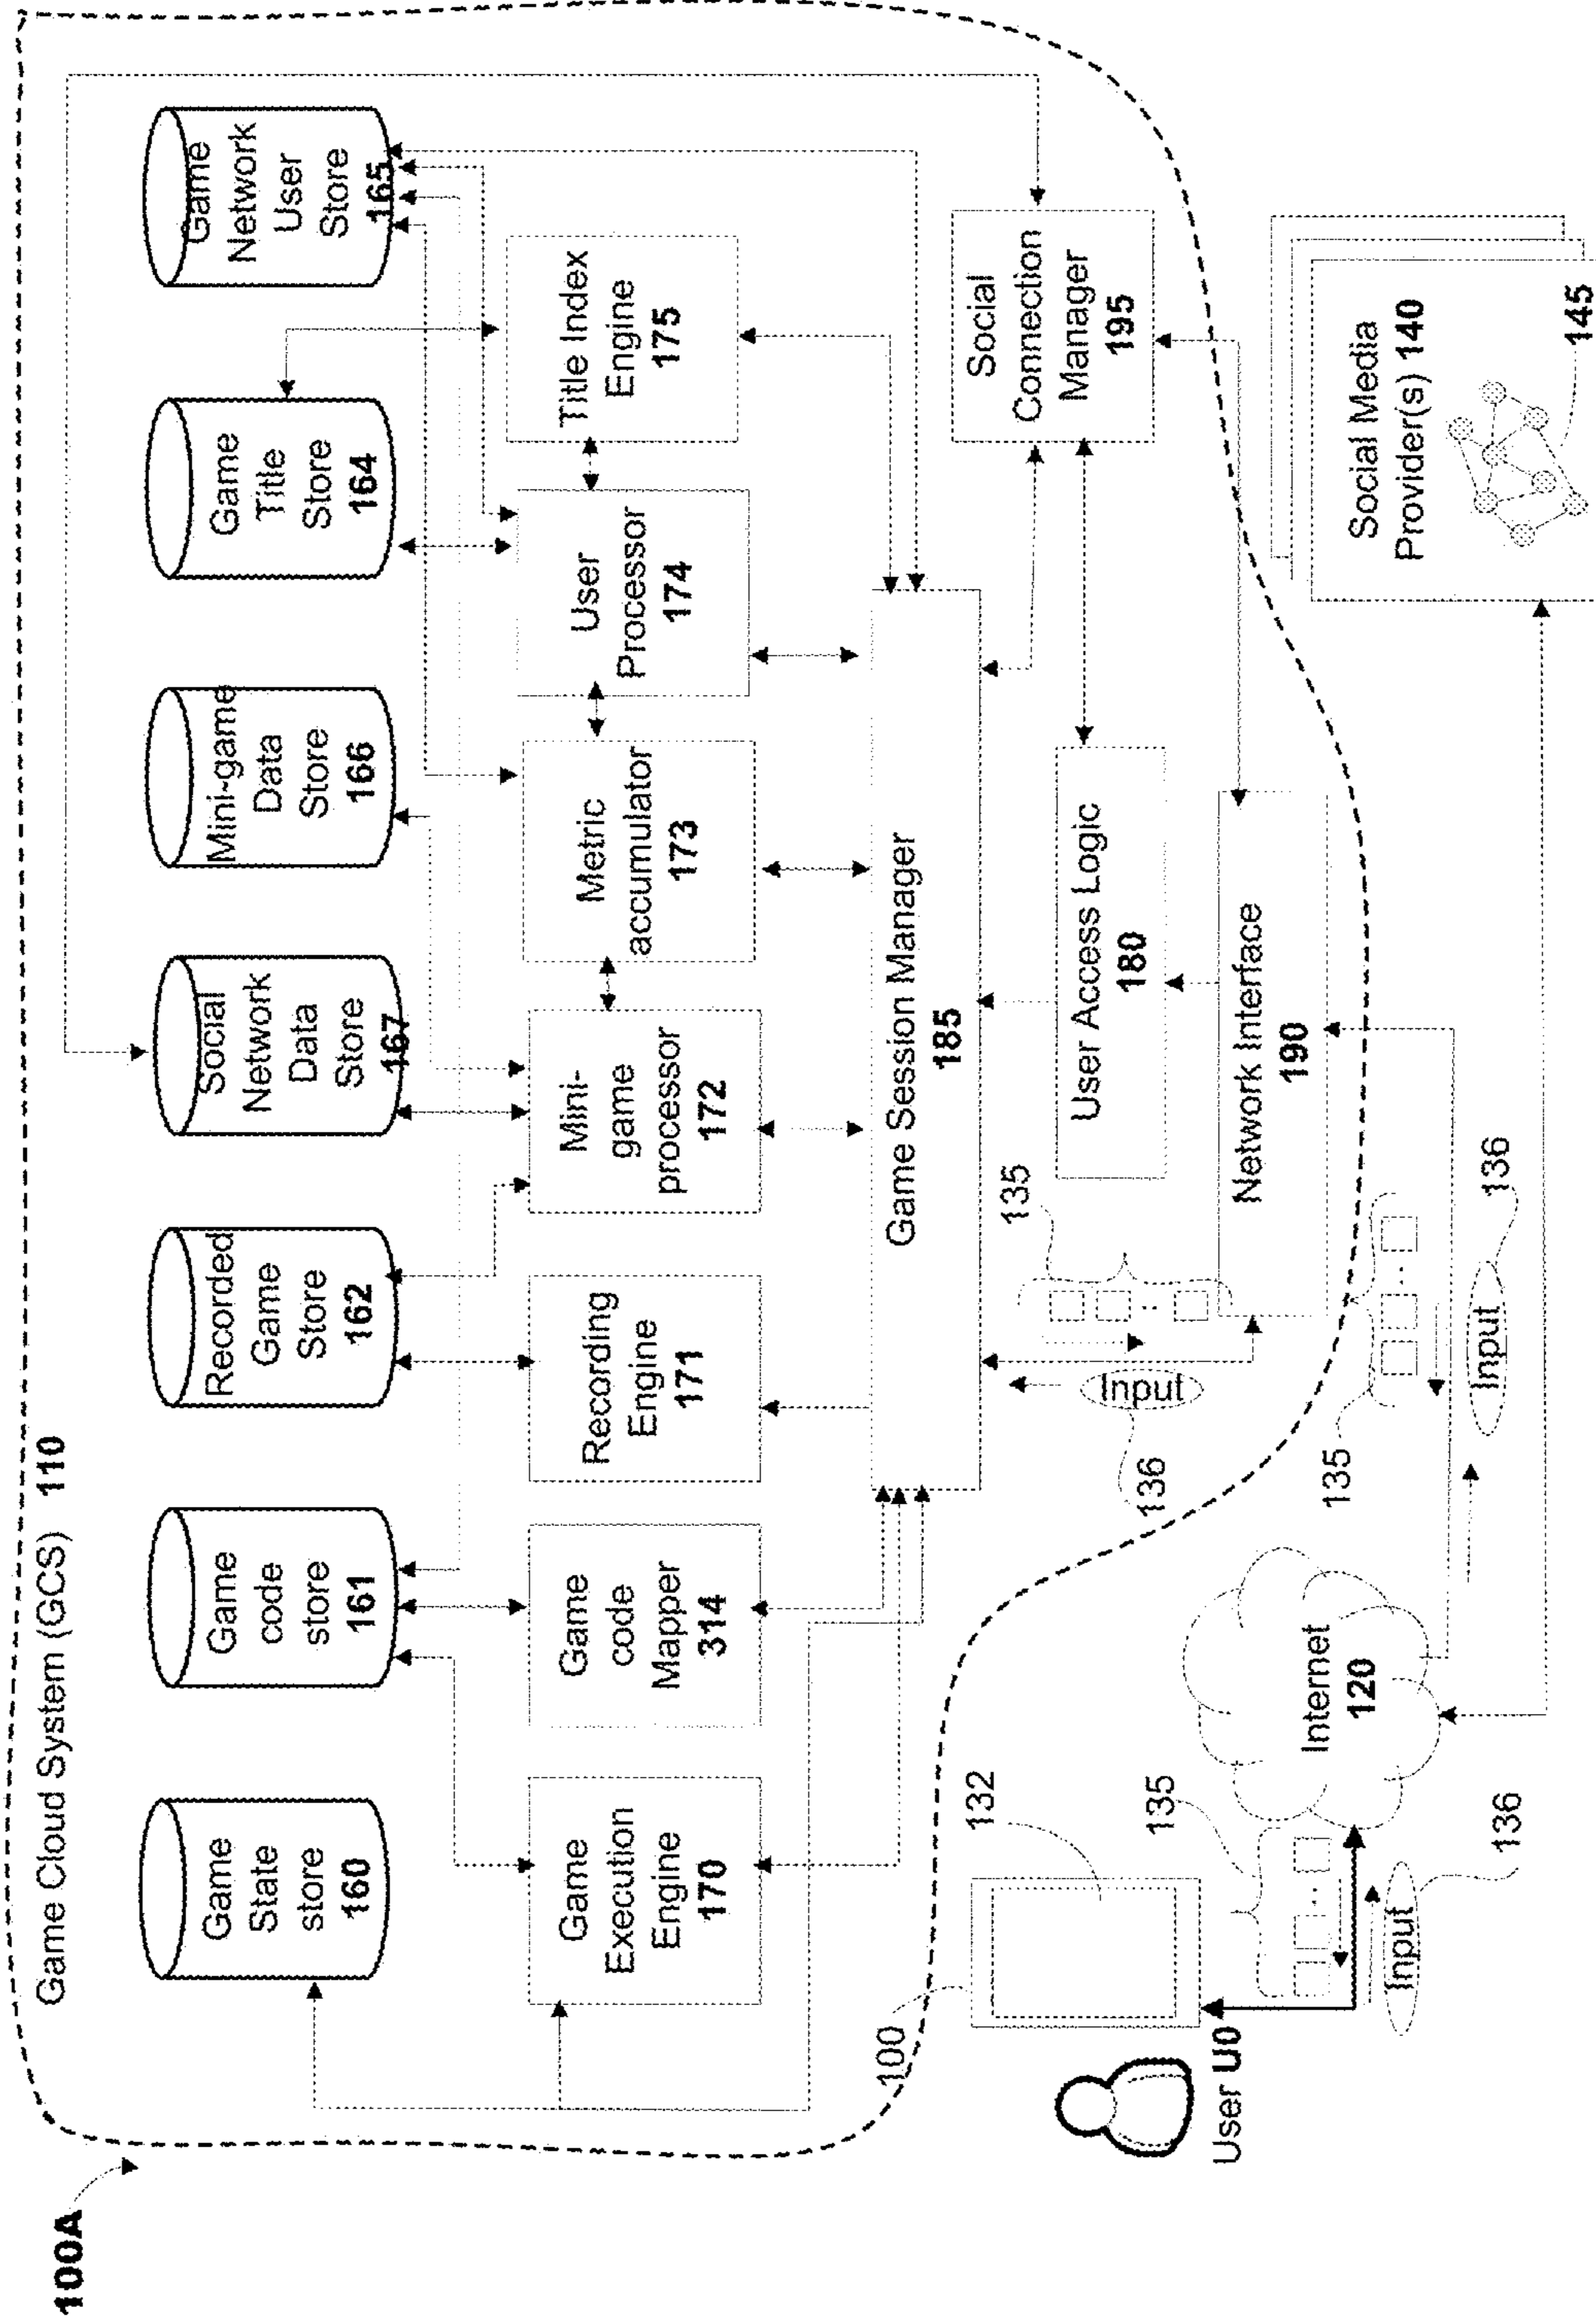 100A
Game Cloud System (GCS) 110
Game
State
store
160
Game
code
store
161
Recorded
Game
Store
162
Social
Network
Data
Store
167
Mini-game
Data
Store
166
Game
Title
Store
164
Game
Network
User
Store
165
Game
Execution
Engine
170
Game
code
Mapper
314
Recording
Engine
171
Mini-
game
processor
172
Metric
accumulator
173
User
Processor
174
Title Index
Engine
175
Game Session Manager
185
135
Input
136
User Access Logic
180
Social
Connection
Manager
195
Network Interface
190
100
132
User U0
135
Input
136
Internet
120
135
Input
136
Social Media
Provider(s) 140
145